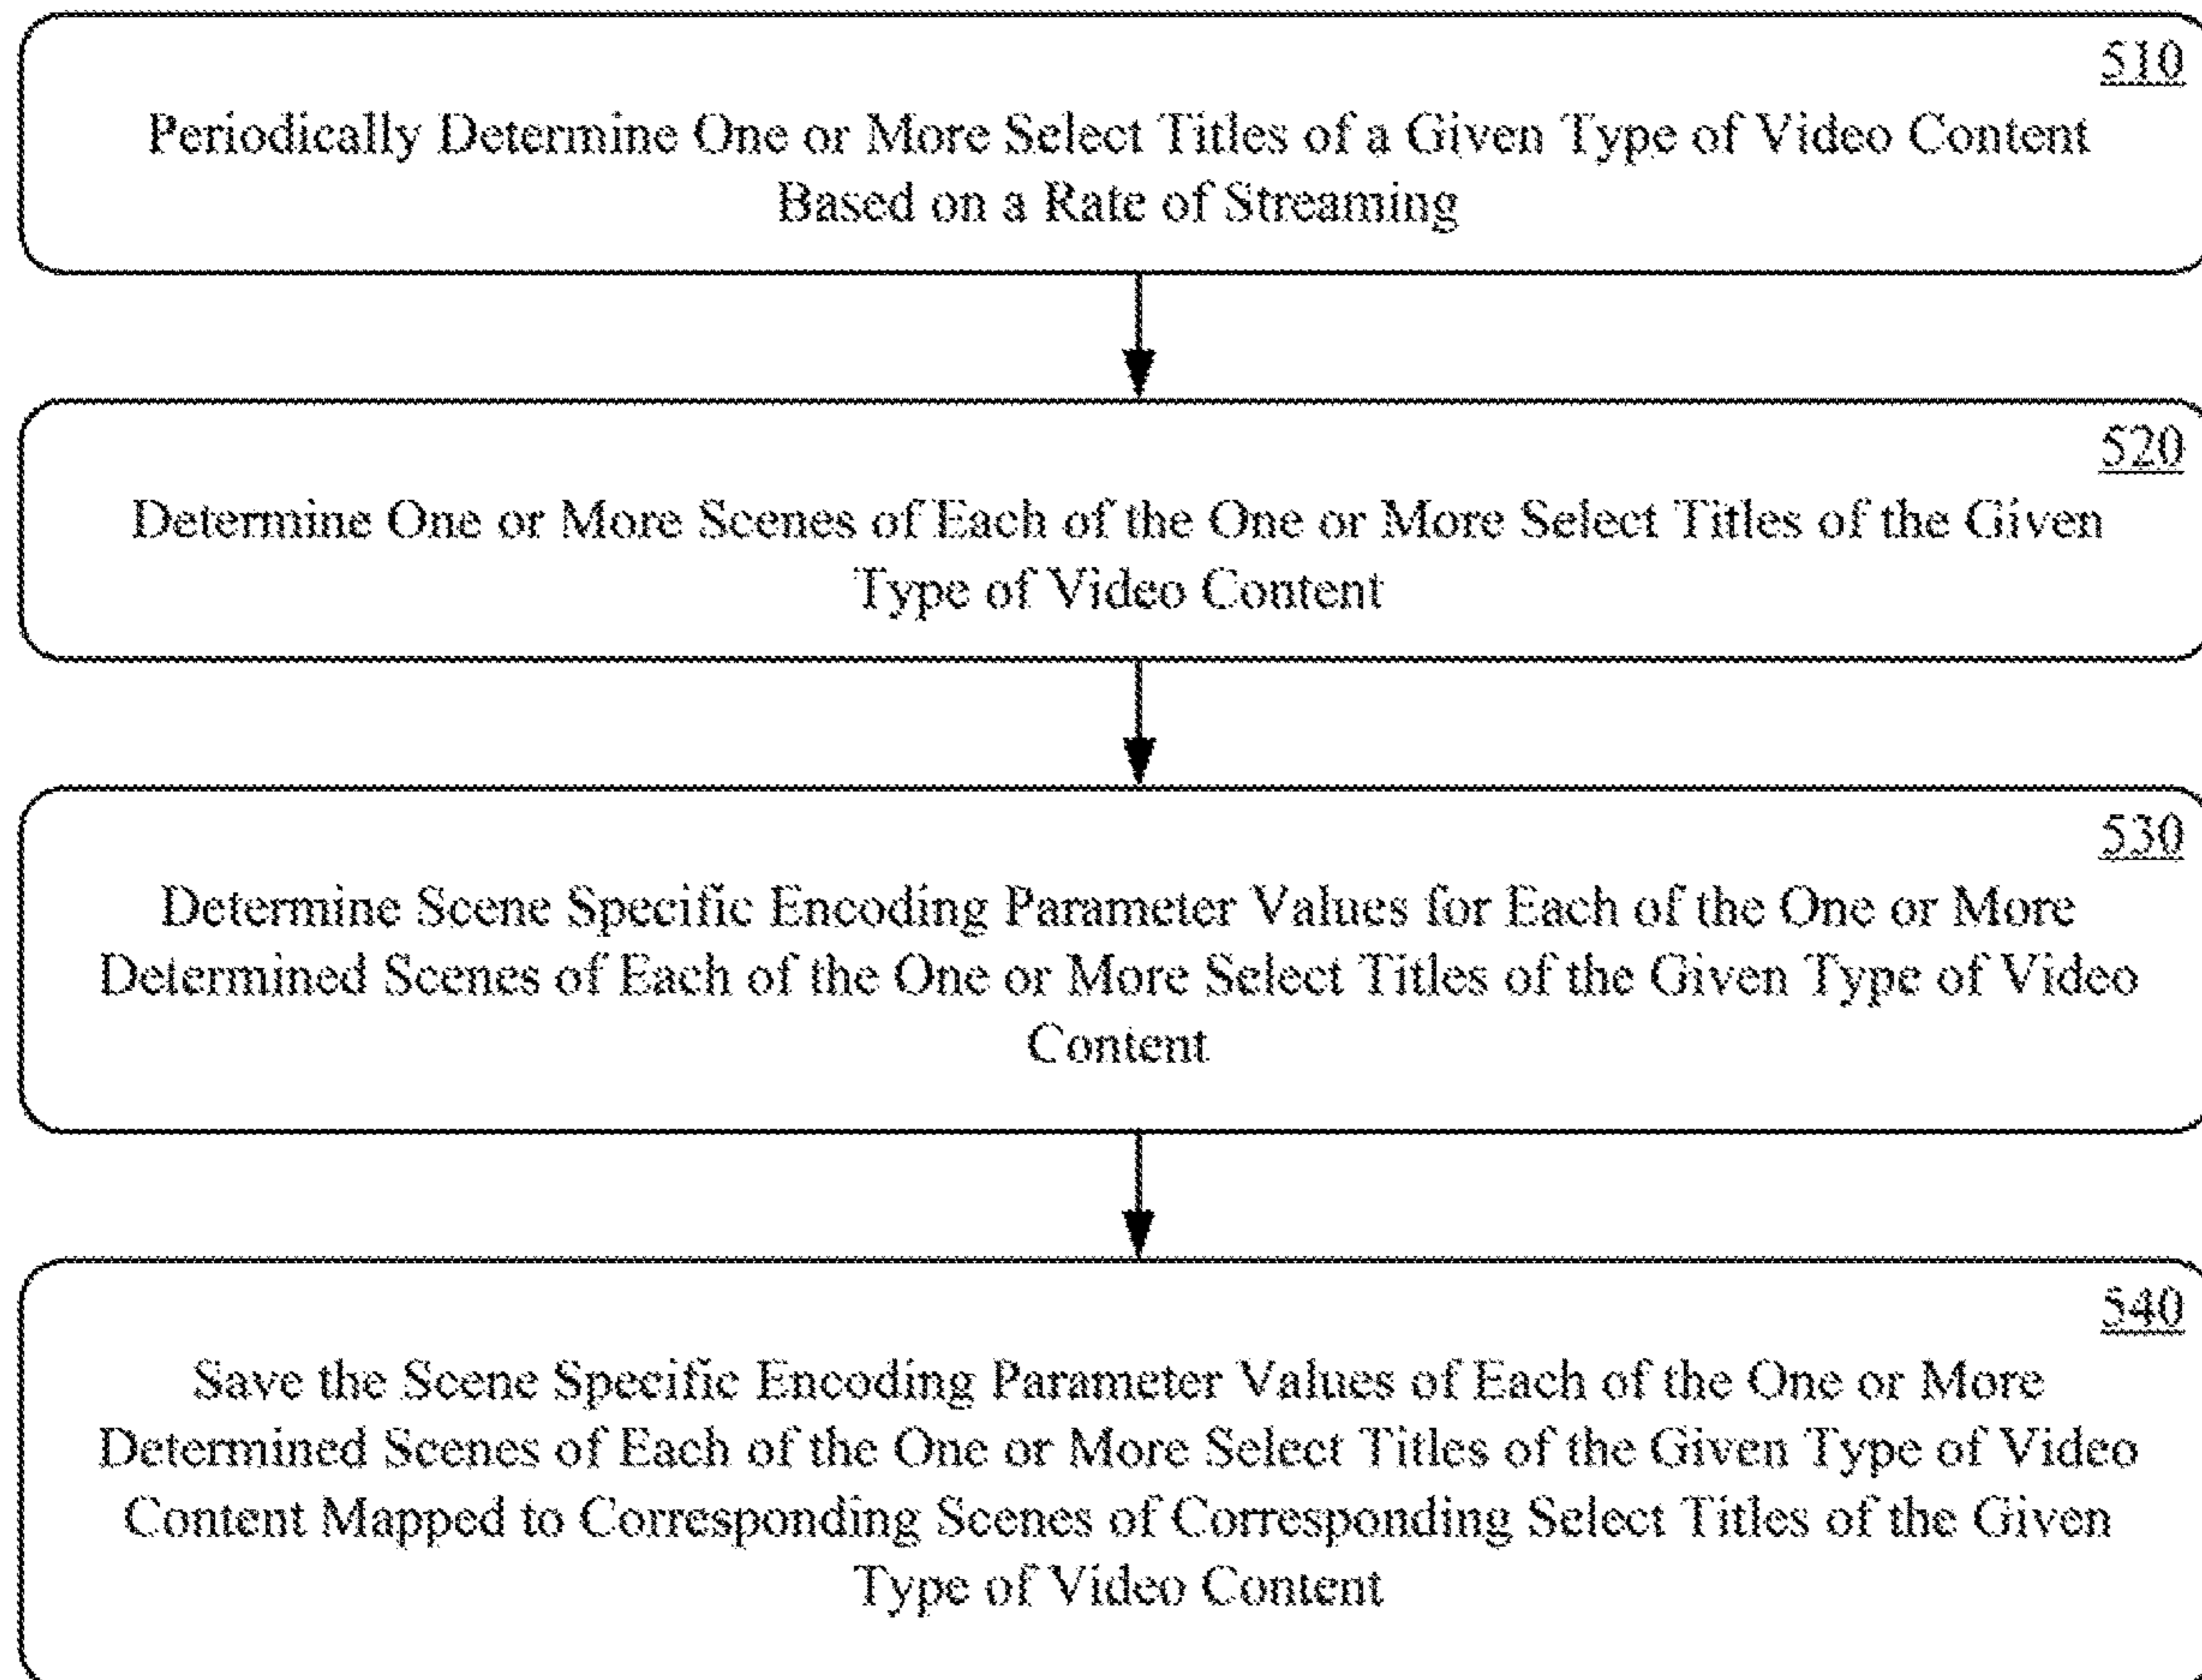 510
Periodically Determine One or More Select Titles of a Given Type of Video Content
Based on a Rate of Streaming
520
Determine One or More Scenes of Each of the One or More Select Titles of the Given
Type of Video Content
530
Determine Scene Specific Encoding Parameter Values for Each of the One or More
Determined Scenes of Each of the One or More Select Titles of the Given Type of Video
Content
540
Save the Scene Specific Encoding Parameter Values of Each of the One or More
Determined Scenes of Each of the One or More Select Titles of the Given Type of Video
Content Mapped to Corresponding Scenes of Corresponding Select Titles of the Given
Type of Video Content